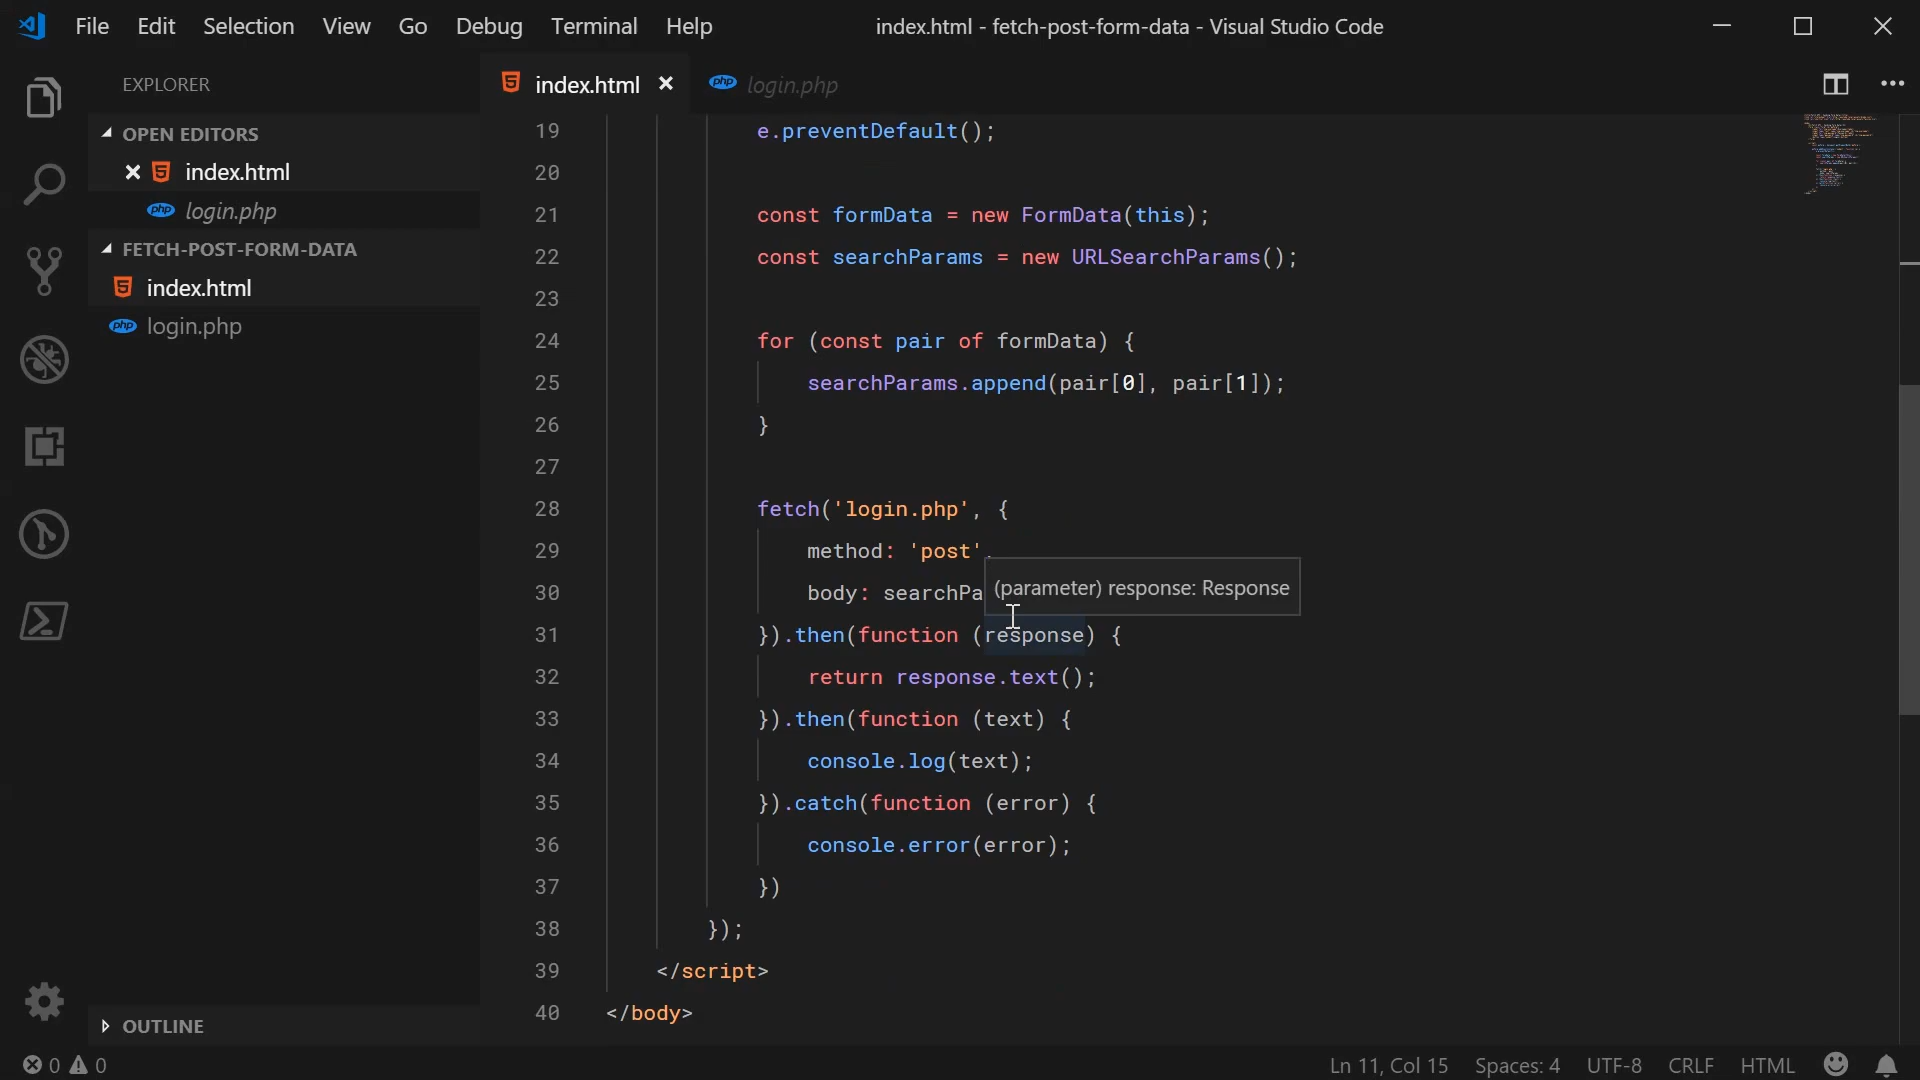 File Edit Selection View Go Debug Terminal Help
index.html - fetch-post-form-data - Visual Studio Code
EXPLORER
index.html
php login.php
OPEN EDITORS
index.html
php login.php
FETCH-POST-FORM-DATA
index.html
php login.php
OUTLINE
19 e.preventDefault();
20
21 const formData = new FormData(this);
22 const searchParams = new URLSearchParams();
23
24 for (const pair of formData) {
25 searchParams.append(pair[0], pair[1]);
26 }
27
28 fetch('login.php', {
29 method: 'post',
30 body: searchPa
(parameter) response: Response
31 }).then(function (response) {
32 return response.text();
33 }).then(function (text) {
34 console.log(text);
35 }).catch(function (error) {
36 console.error(error);
37 })
38 });
39 </script>
40 </body>
0 0
Ln 11, Col 15 Spaces: 4 UTF-8 CRLF HTML